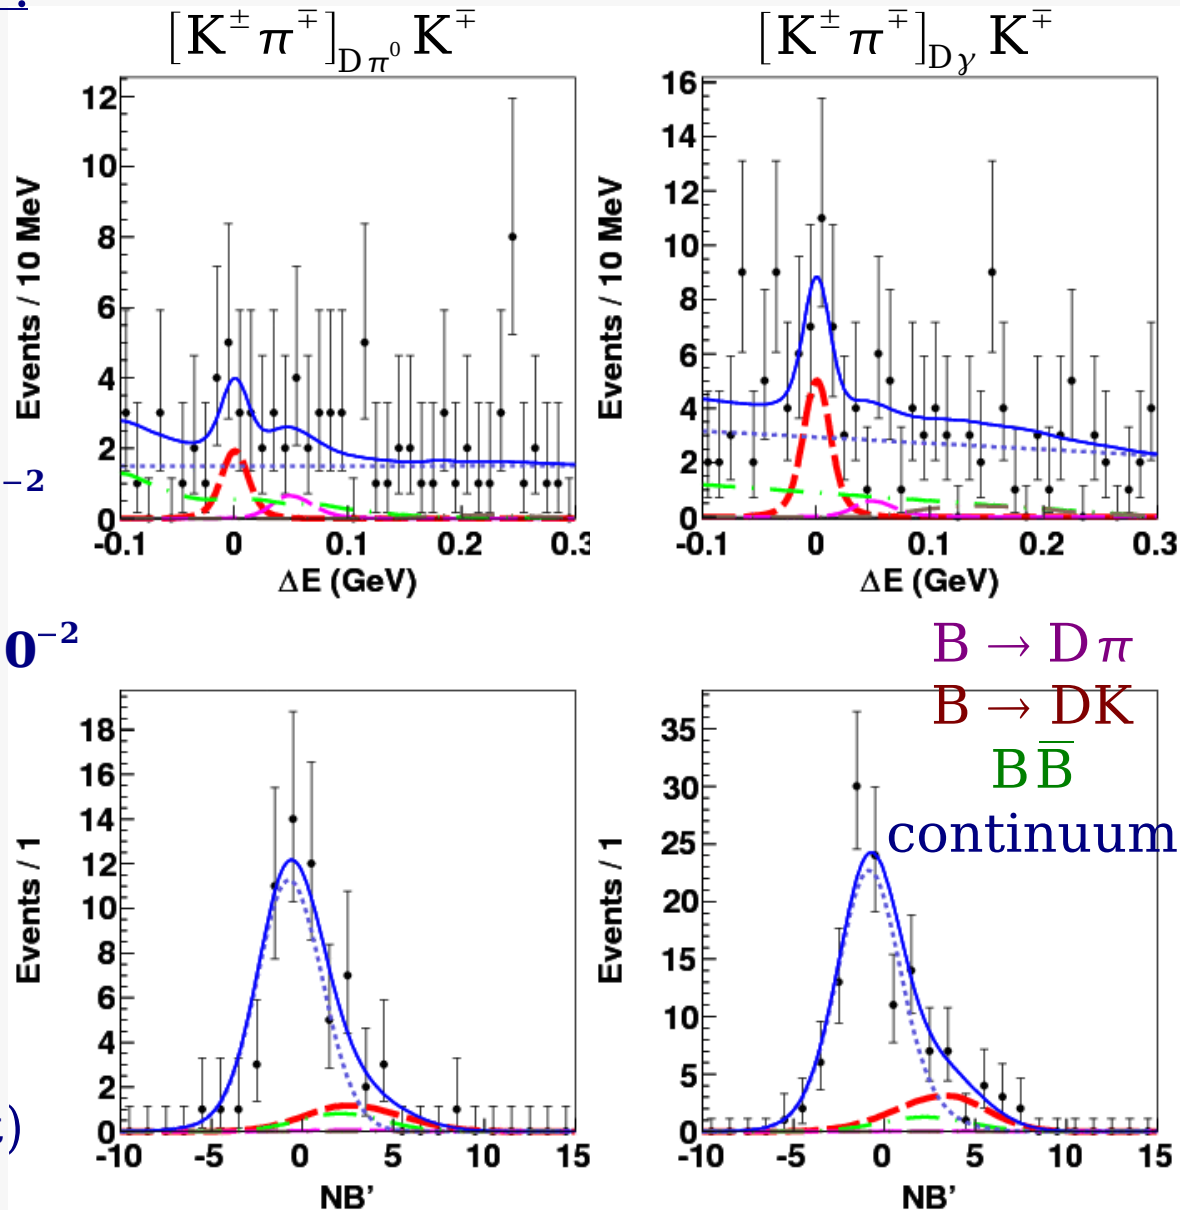 [K± π∓]Dπ⁰ K∓
[K± π∓]Dγ K∓
12
10
8
6
4
2
0
Events / 10 MeV
-0.1 0 0.1 0.2 0.3
ΔE (GeV)
16
14
12
10
8
6
4
2
0
Events / 10 MeV
-0.1 0 0.1 0.2 0.3
ΔE (GeV)
−2
0−2
B → D π
B → DK
B B̅
continuum
18
16
14
12
10
8
6
4
2
0
Events / 1
-10 -5 0 5 10 15
NB’
35
30
25
20
15
10
5
0
Events / 1
-10 -5 0 5 10 15
NB’
)